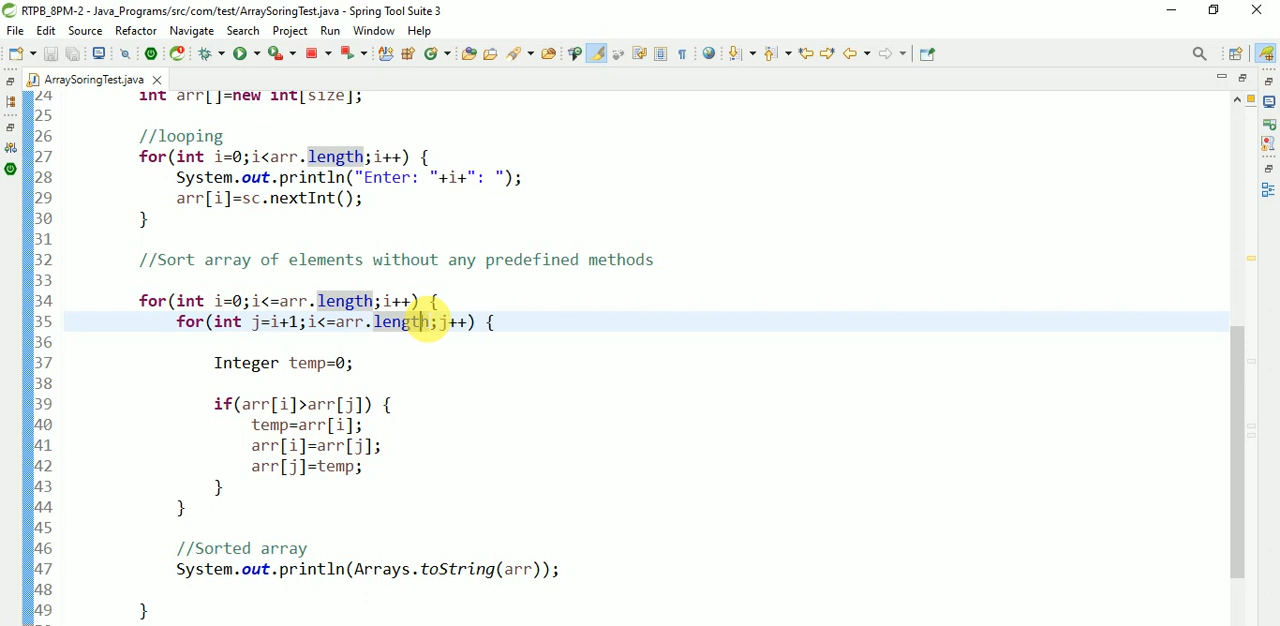 RTPB_8PM-2 - Java_Programs/src/com/test/ArraySoringTest.java - Spring Tool Suite 3
File Edit Source Refactor Navigate Search Project Run Window Help
ArraySoringTest.java
24 int arr[]=new int[size];
25
26 //looping
27 for(int i=0;i<arr.length;i++) {
28 System.out.println("Enter: "+i+": ");
29 arr[i]=sc.nextInt();
30 }
31
32 //Sort array of elements without any predefined methods
33
34 for(int i=0;i<=arr.length;i++) {
35 for(int j=i+1;i<=arr.length;j++) {
36
37 Integer temp=0;
38
39 if(arr[i]>arr[j]) {
40 temp=arr[i];
41 arr[i]=arr[j];
42 arr[j]=temp;
43 }
44 }
45
46 //Sorted array
47 System.out.println(Arrays.toString(arr));
48
49 }